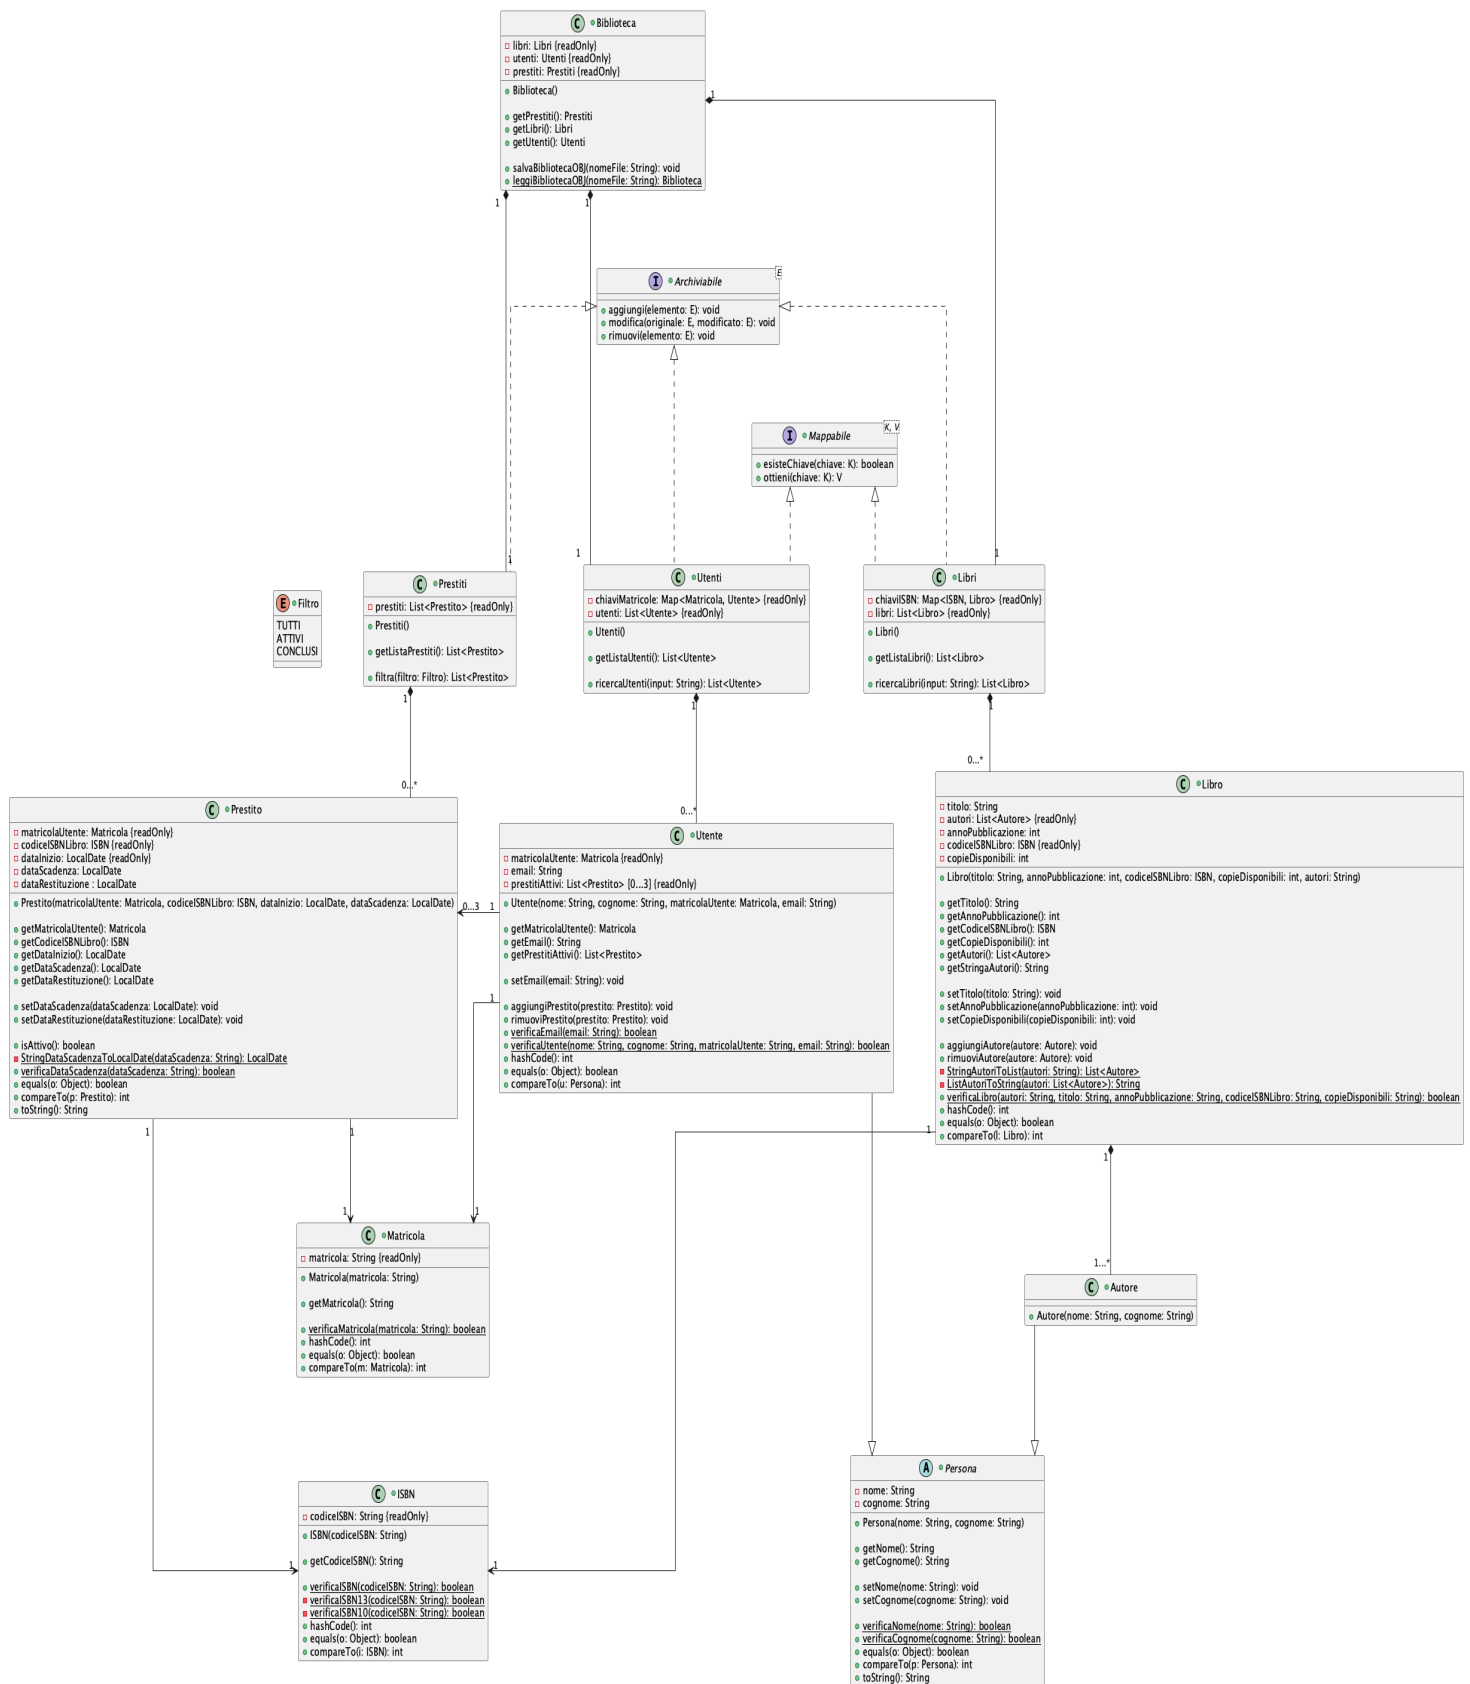 Biblioteca
libri: Libri {readOnly}
utenti: Utenti {readOnly}
prestiti: Prestiti {readOnly}
Biblioteca()
getPrestiti(): Prestiti
getLibri(): Libri
getUtenti(): Utenti
salvaBibliotecaOBJ(nomeFile: String): void
leggiBibliotecaOBJ(nomeFile: String): Biblioteca
1
1
1
Archiviabile
E
aggiungi(elemento: E): void
modifica(originale: E, modificato: E): void
rimuovi(elemento: E): void
Mappabile
K, V
esisteChiave(chiave: K): boolean
ottieni(chiave: K): V
1
1
1
Filtro
TUTTI
ATTIVI
CONCLUSI
Prestiti
prestiti: List<Prestito> {readOnly}
Prestiti()
getListaPrestiti(): List<Prestito>
filtra(filtro: Filtro): List<Prestito>
1
0...*
Utenti
chiaviMatricole: Map<Matricola, Utente> {readOnly}
utenti: List<Utente> {readOnly}
Utenti()
getListaUtenti(): List<Utente>
ricercaUtenti(input: String): List<Utente>
1
0...*
Libri
chiaviISBN: Map<ISBN, Libro> {readOnly}
libri: List<Libro> {readOnly}
Libri()
getListaLibri(): List<Libro>
ricercaLibri(input: String): List<Libro>
1
0...*
Prestito
matricolaUtente: Matricola {readOnly}
codiceISBNLibro: ISBN {readOnly}
dataInizio: LocalDate {readOnly}
dataScadenza: LocalDate
dataRestituzione : LocalDate
Prestito(matricolaUtente: Matricola, codiceISBNLibro: ISBN, dataInizio: LocalDate, dataScadenza: LocalDate)
getMatricolaUtente(): Matricola
getCodiceISBNLibro(): ISBN
getDataInizio(): LocalDate
getDataScadenza(): LocalDate
getDataRestituzione(): LocalDate
setDataScadenza(dataScadenza: LocalDate): void
setDataRestituzione(dataRestituzione: LocalDate): void
isAttivo(): boolean
StringDataScadenzaToLocalDate(dataScadenza: String): LocalDate
verificaDataScadenza(dataScadenza: String): boolean
equals(o: Object): boolean
compareTo(p: Prestito): int
toString(): String
0...3 1
1
1
Utente
matricolaUtente: Matricola {readOnly}
email: String
prestitiAttivi: List<Prestito> [0...3] {readOnly}
Utente(nome: String, cognome: String, matricolaUtente: Matricola, email: String)
getMatricolaUtente(): Matricola
getEmail(): String
getPrestitiAttivi(): List<Prestito>
setEmail(email: String): void
aggiungiPrestito(prestito: Prestito): void
rimuoviPrestito(prestito: Prestito): void
verificaEmail(email: String): boolean
verificaUtente(nome: String, cognome: String, matricolaUtente: String, email: String): boolean
hashCode(): int
equals(o: Object): boolean
compareTo(u: Persona): int
1
Libro
titolo: String
autori: List<Autore> {readOnly}
annoPubblicazione: int
codiceISBNLibro: ISBN {readOnly}
copieDisponibili: int
Libro(titolo: String, annoPubblicazione: int, codiceISBNLibro: ISBN, copieDisponibili: int, autori: String)
getTitolo(): String
getAnnoPubblicazione(): int
getCodiceISBNLibro(): ISBN
getCopieDisponibili(): int
getAutori(): List<Autore>
getStringaAutori(): String
setTitolo(titolo: String): void
setAnnoPubblicazione(annoPubblicazione: int): void
setCopieDisponibili(copieDisponibili: int): void
aggiungiAutore(autore: Autore): void
rimuoviAutore(autore: Autore): void
StringAutoriToList(autori: String): List<Autore>
ListAutoriToString(autori: List<Autore>): String
verificaLibro(autori: String, titolo: String, annoPubblicazione: String, codiceISBNLibro: String, copieDisponibili: String): boolean
hashCode(): int
equals(o: Object): boolean
compareTo(l: Libro): int
1
1
1...*
1
1
Matricola
matricola: String {readOnly}
Matricola(matricola: String)
getMatricola(): String
verificaMatricola(matricola: String): boolean
hashCode(): int
equals(o: Object): boolean
compareTo(m: Matricola): int
Autore
Autore(nome: String, cognome: String)
ISBN
codiceISBN: String {readOnly}
ISBN(codiceISBN: String)
getCodiceISBN(): String
verificaISBN(codiceISBN: String): boolean
verificaISBN13(codiceISBN: String): boolean
verificaISBN10(codiceISBN: String): boolean
hashCode(): int
equals(o: Object): boolean
compareTo(i: ISBN): int
1
1
Persona
nome: String
cognome: String
Persona(nome: String, cognome: String)
getNome(): String
getCognome(): String
setNome(nome: String): void
setCognome(cognome: String): void
verificaNome(nome: String): boolean
verificaCognome(cognome: String): boolean
equals(o: Object): boolean
compareTo(p: Persona): int
toString(): String